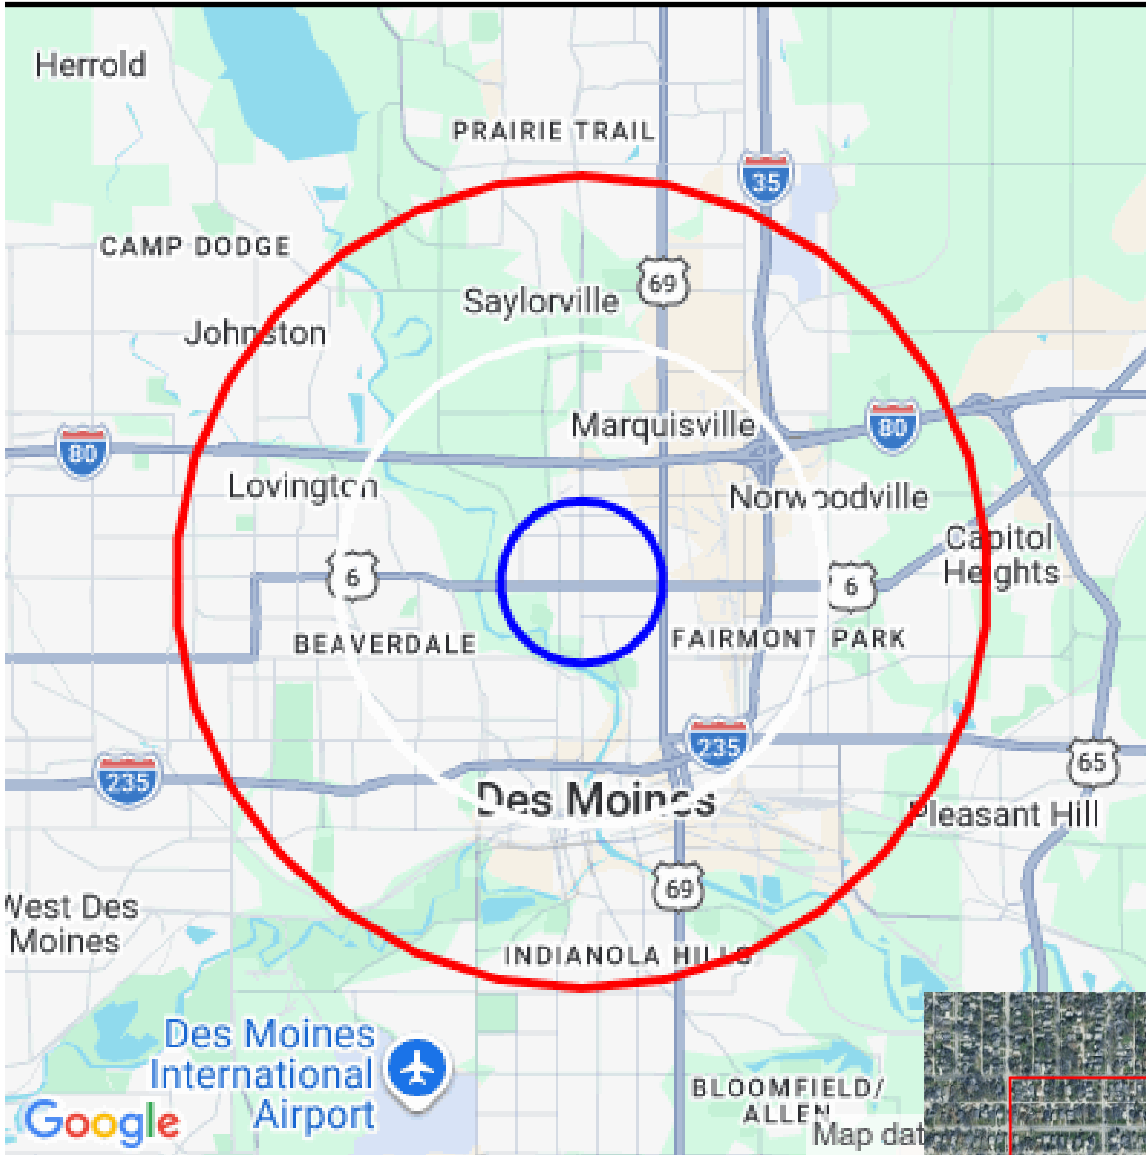 Herrold
PRAIRIE TRAIL
35
CAMP DODGE
69
Saylorville
Johnston
Marquisville
80
80
Lovington
Norwoodville
Capitol
Heights
6
6
BEAVERDALE
FAIRMONT PARK
235
235
65
Des Moines
Pleasant Hill
69
West Des
Moines
INDIANOLA HILLS
Des Moines
International
Airport
BLOOMFIELD/
ALLEN
Google
Map dat